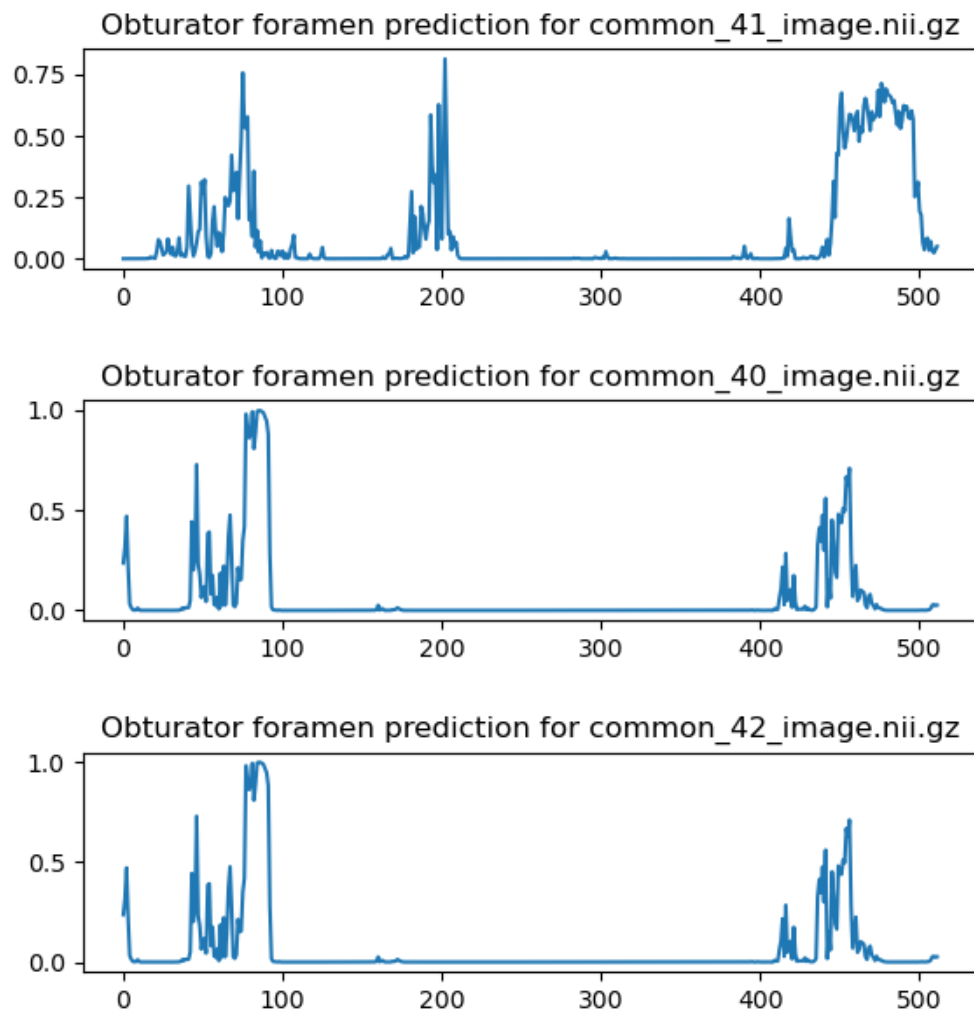 Obturator foramen prediction for common_41_image.nii.gz
0.75
0.50
0.25
0.00
0 100 200 300 400 500
Obturator foramen prediction for common_40_image.nii.gz
1.0
0.5
0.0
0 100 200 300 400 500
Obturator foramen prediction for common_42_image.nii.gz
1.0
0.5
0.0
0 100 200 300 400 500